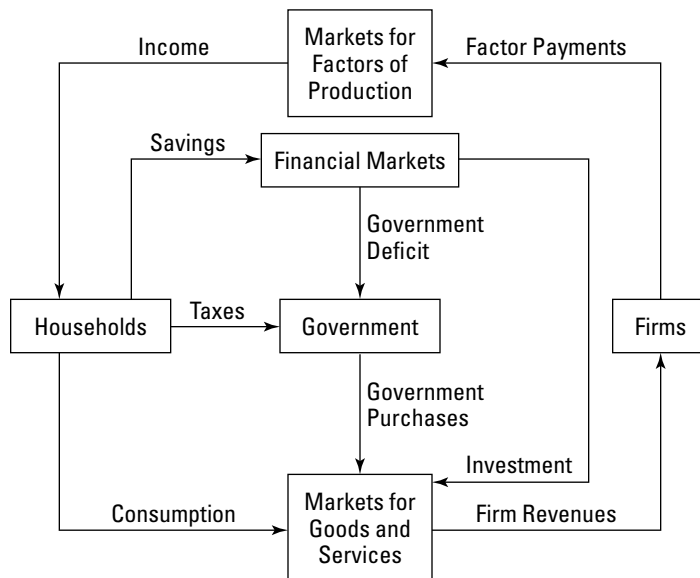 Income
Markets for
Factors of
Production
Factor Payments
Savings
Financial Markets
Government
Deficit
Households
Taxes
Government
Firms
Government
Purchases
Investment
Consumption
Markets for
Goods and
Services
Firm Revenues